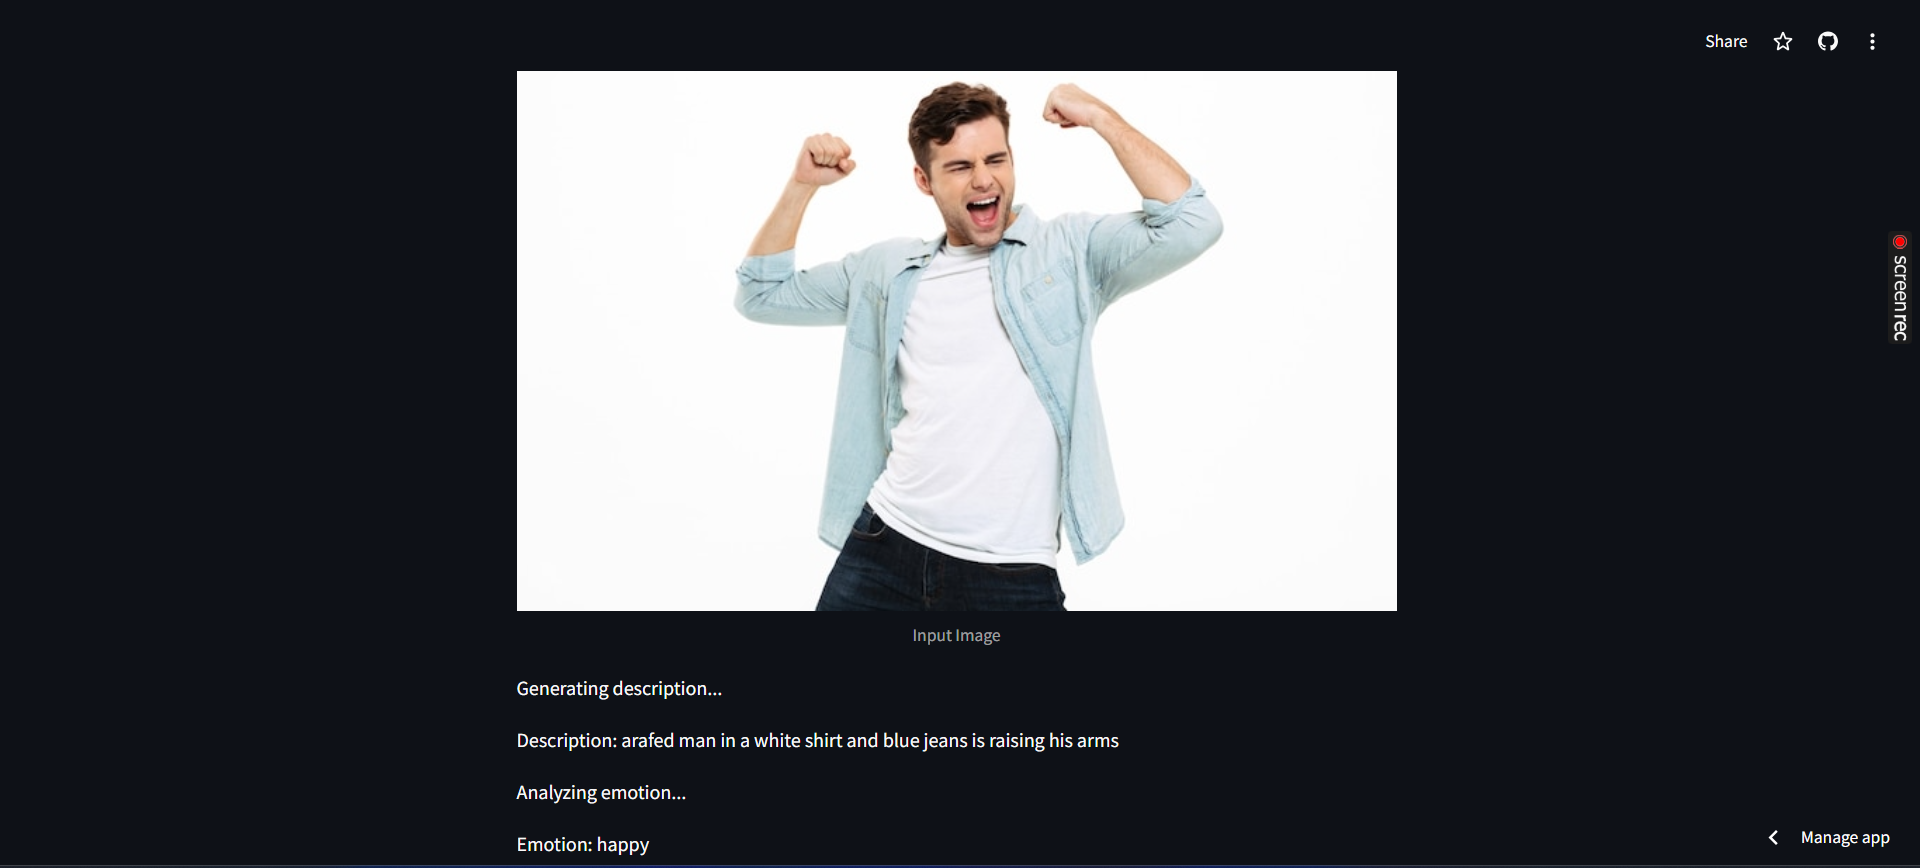 Share
screenrec
Input Image
Generating description...
Description: arafed man in a white shirt and blue jeans is raising his arms
Analyzing emotion...
Emotion: happy
Manage app